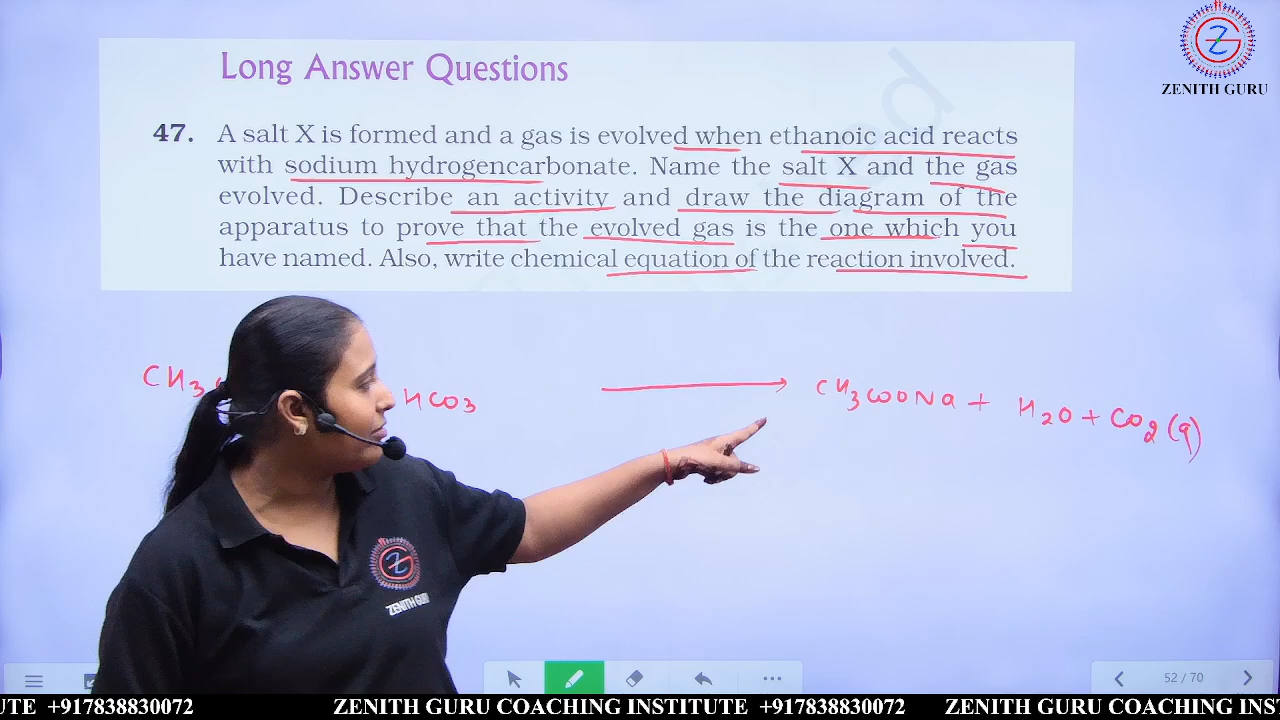 ZENITH GURU
Long Answer Questions
47. A salt X is formed and a gas is evolved when ethanoic acid reacts
with sodium hydrogencarbonate. Name the salt X and the gas
evolved. Describe an activity and draw the diagram of the
apparatus to prove that the evolved gas is the one which you
have named. Also, write chemical equation of the reaction involved.
CH3 HCO3 → CH3COONa + H2O + CO2(g)
ZENITH GURU
52 / 70
UTE +917838830072 ZENITH GURU COACHING INSTITUTE +917838830072 ZENITH GURU COACHING INS